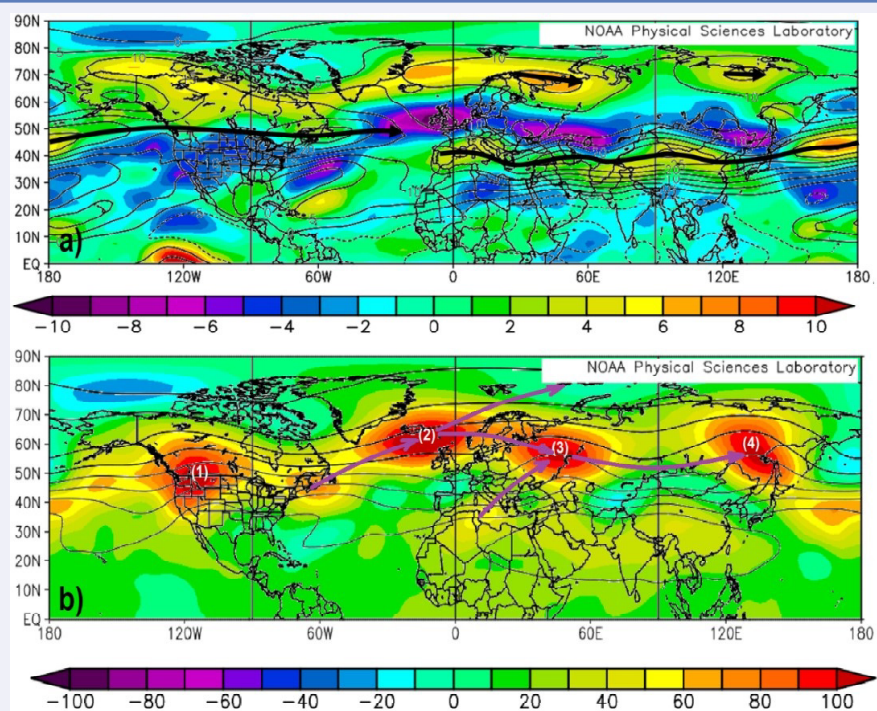 90N
NOAA Physical Sciences Laboratory
80N
70N
60N
50N
40N
30N
20N
10N
a)
EQ
180 120W 60W 0 60E 120E 180
−10 −8 −6 −4 −2 0 2 4 6 8 10
90N
NOAA Physical Sciences Laboratory
80N
70N
60N
(2) (4)
50N
(1) (3)
40N
30N
20N
10N
b)
EQ
180 120W 60W 0 60E 120E 180
−100 −80 −60 −40 −20 0 20 40 60 80 100